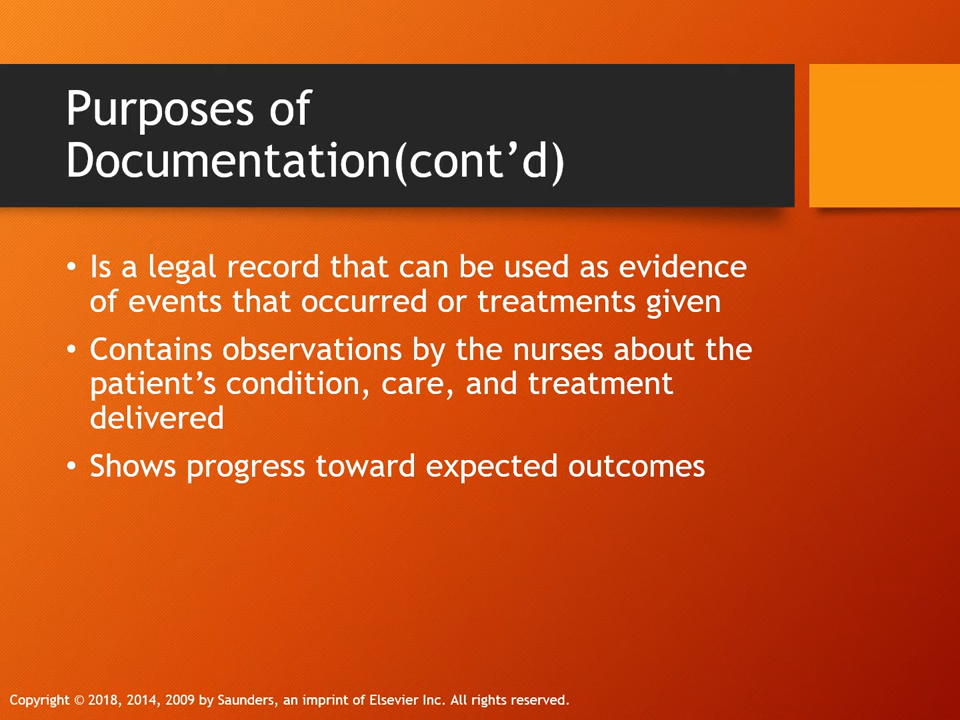 Purposes of
Documentation(cont’d)
• Is a legal record that can be used as evidence
of events that occurred or treatments given
• Contains observations by the nurses about the
patient’s condition, care, and treatment
delivered
• Shows progress toward expected outcomes
Copyright © 2018, 2014, 2009 by Saunders, an imprint of Elsevier Inc. All rights reserved.